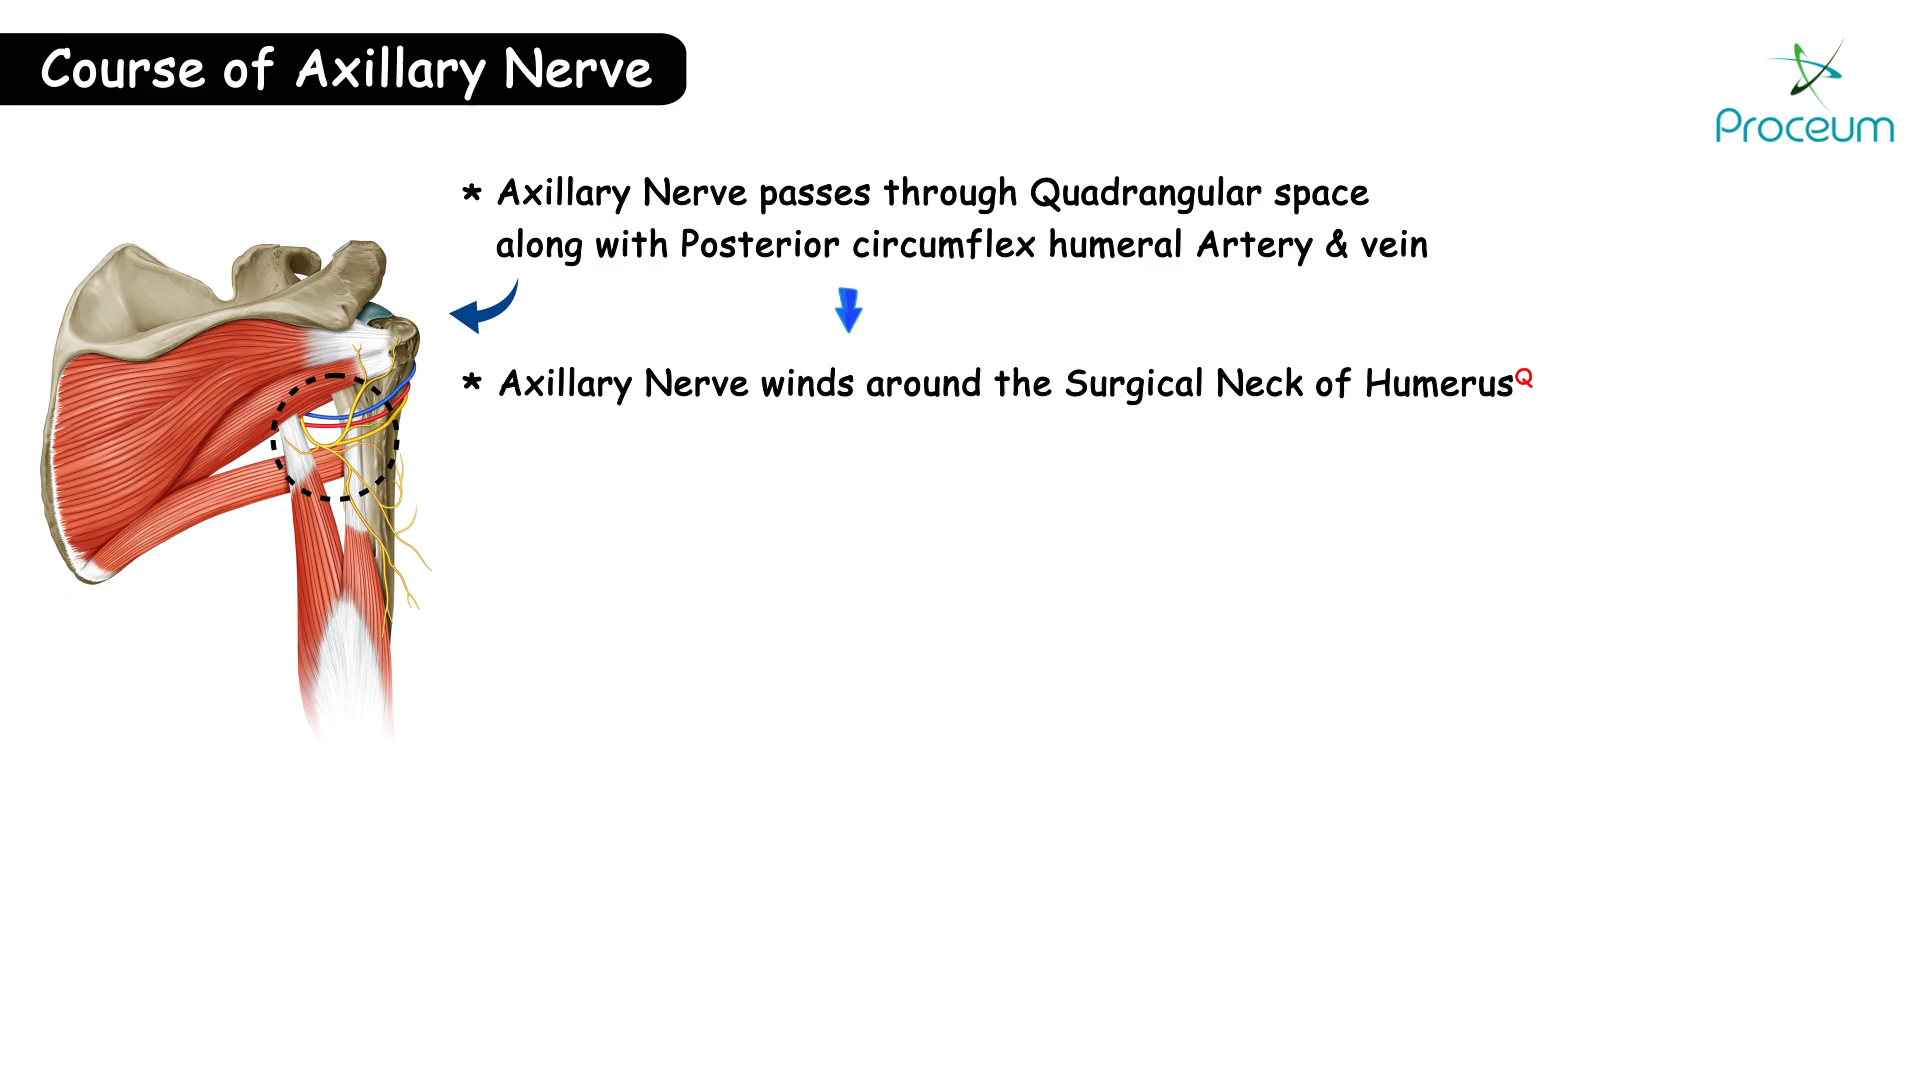 Course of Axillary Nerve
Proceum
* Axillary Nerve passes through Quadrangular space
along with Posterior circumflex humeral Artery & vein
* Axillary Nerve winds around the Surgical Neck of Humerus^Q